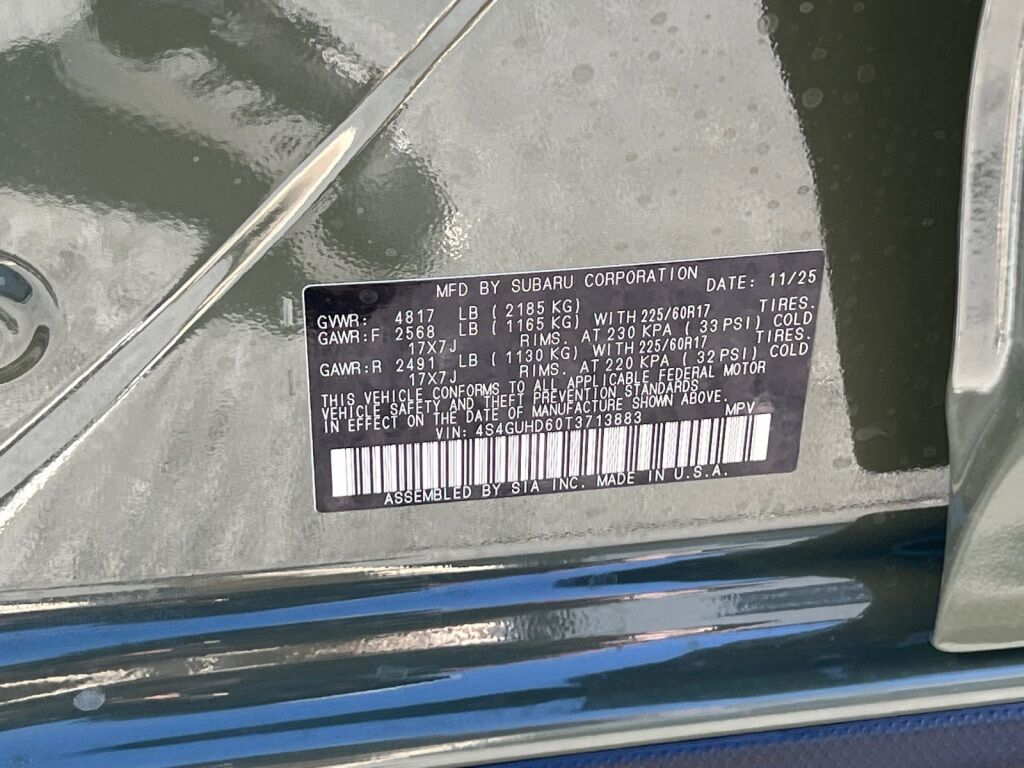 MFD BY SUBARU CORPORATION DATE: 11/25
GVWR: 4817 LB ( 2185 KG)
GAWR:F 2568 LB ( 1165 KG) WITH 225/60R17 TIRES.
17X7J RIMS. AT 230 KPA ( 33 PSI) COLD
GAWR:R 2491 LB ( 1130 KG) WITH 225/60R17 TIRES.
17X7J RIMS. AT 220 KPA ( 32 PSI) COLD
THIS VEHICLE CONFORMS TO ALL APPLICABLE FEDERAL MOTOR
VEHICLE SAFETY AND THEFT PREVENTION STANDARDS
IN EFFECT ON THE DATE OF MANUFACTURE SHOWN ABOVE.
VIN: 4S4GUHD60T3713883 MPV
ASSEMBLED BY SIA INC. MADE IN U.S.A.